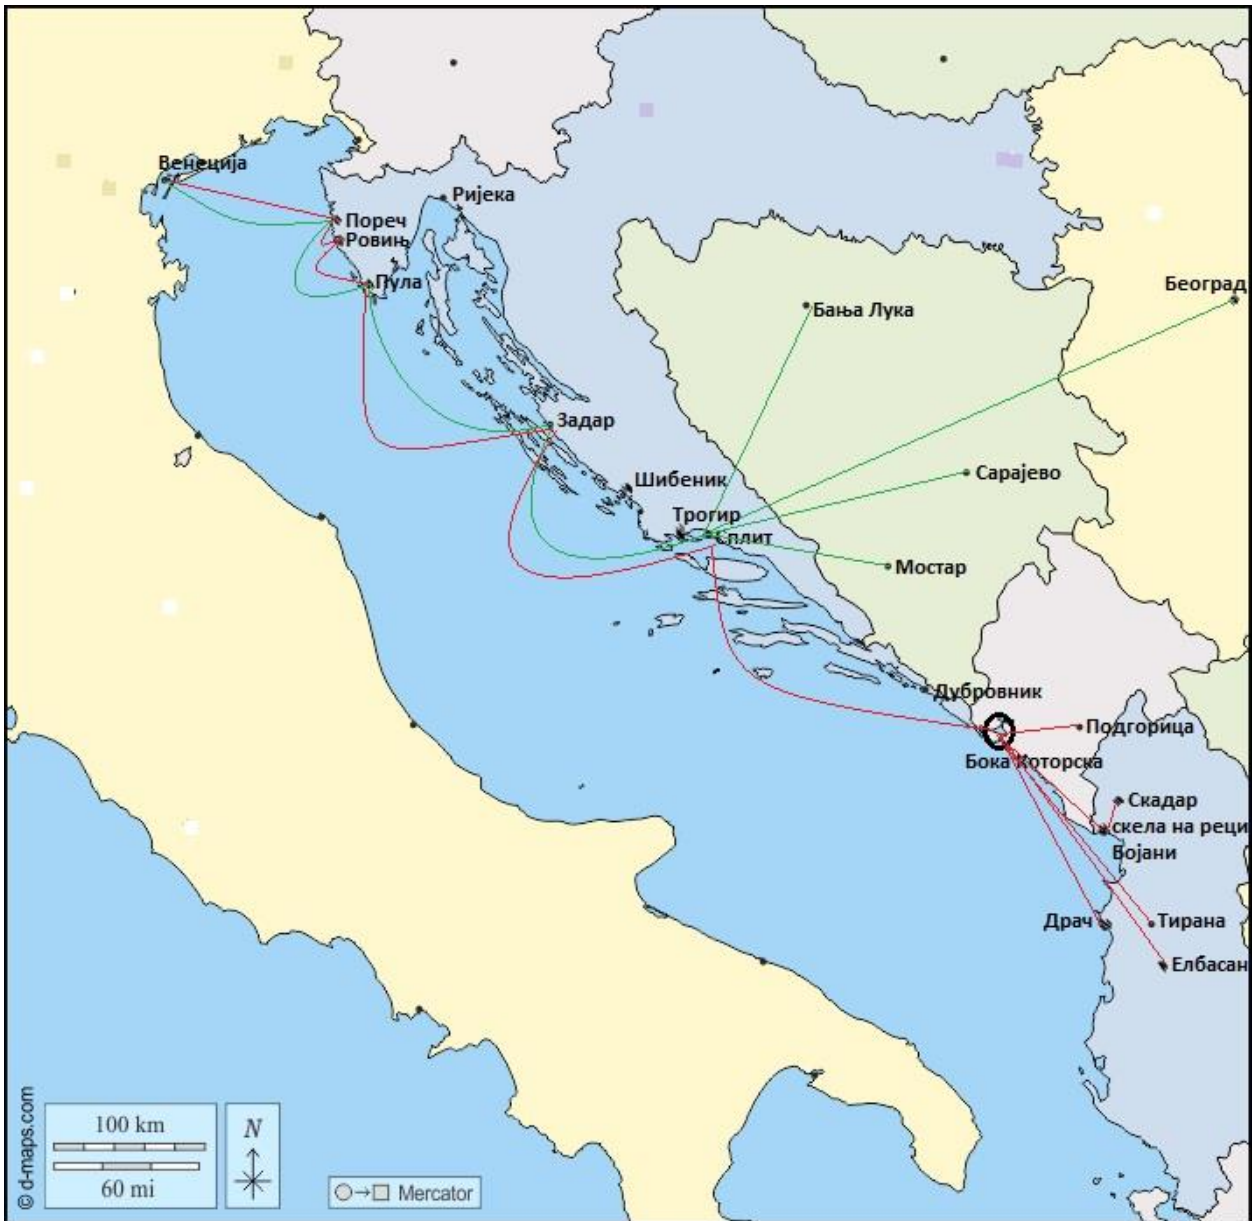 Венеција
Ријека
Пореч
Ровињ
Пула
Београд
Бања Лука
Задар
Сарајево
Шибеник
Трогир
Сплит
Мостар
Дубровник
Подгорица
Бока Которска
Скадар
скела на реци
Бојани
Драч
Тирана
Елбасан
© d-maps.com
100 km
60 mi
N
Mercator